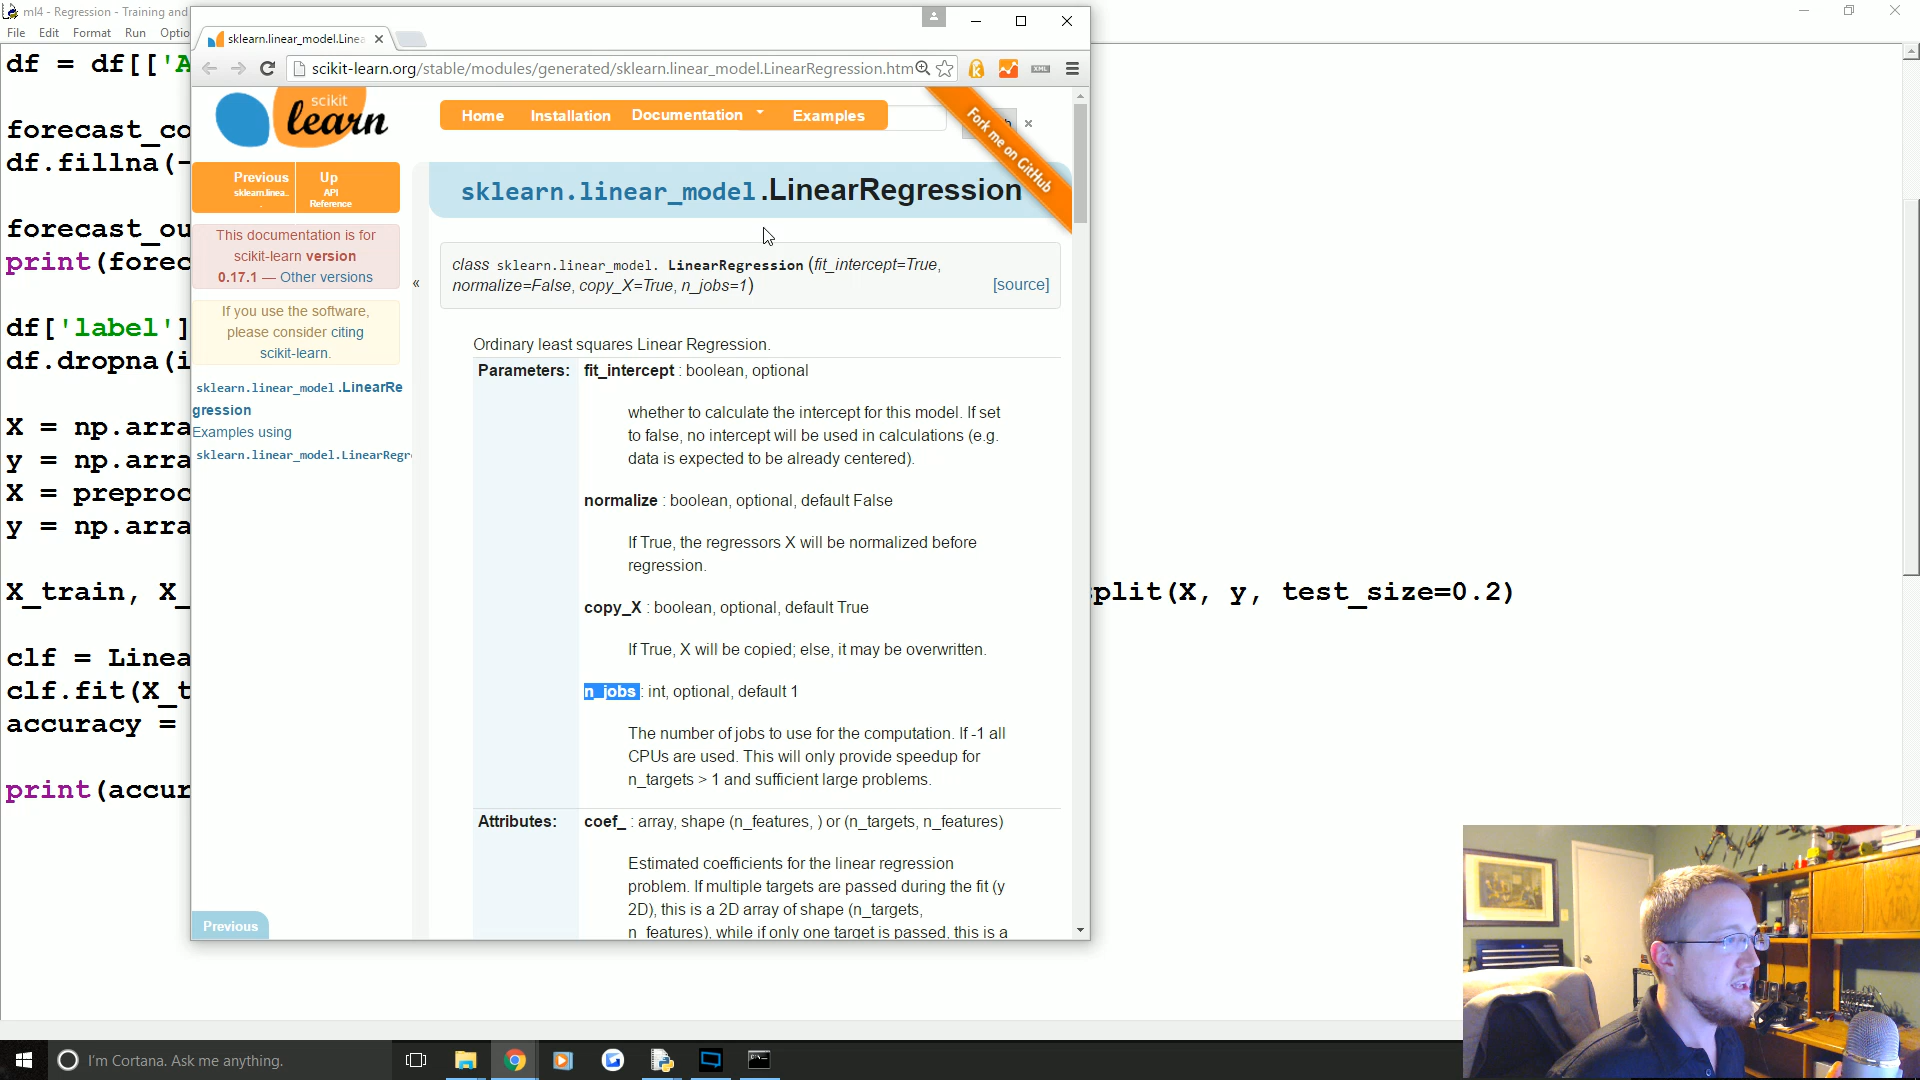 ml4 - Regression - Training and
File Edit Format Run Optio
df = df[['A
forecast_co
df.fillna(-
forecast_ou
print(forec
df['label']
df.dropna(i
X = np.arra
y = np.arra
X = preproc
y = np.arra
X_train, X_
plit(X, y, test_size=0.2)
clf = Linea
clf.fit(X_t
accuracy =
print(accur
sklearn.linear_model.Linea
scikit-learn.org/stable/modules/generated/sklearn.linear_model.LinearRegression.htm
XML
scikit
learn
Home Installation Documentation Examples
Fork me on GitHub
Previous
sklearn.linea..
.
Up
API
Reference
This documentation is for
scikit-learn version
0.17.1 — Other versions
If you use the software,
please consider citing
scikit-learn.
sklearn.linear_model.LinearRe
gression
Examples using
sklearn.linear_model.LinearRegr
«
Previous
sklearn.linear_model.LinearRegression
class sklearn.linear_model. LinearRegression (fit_intercept=True,
normalize=False, copy_X=True, n_jobs=1)
[source]
Ordinary least squares Linear Regression.
Parameters: fit_intercept : boolean, optional
whether to calculate the intercept for this model. If set
to false, no intercept will be used in calculations (e.g.
data is expected to be already centered).
normalize : boolean, optional, default False
If True, the regressors X will be normalized before
regression.
copy_X : boolean, optional, default True
If True, X will be copied; else, it may be overwritten.
n_jobs : int, optional, default 1
The number of jobs to use for the computation. If -1 all
CPUs are used. This will only provide speedup for
n_targets > 1 and sufficient large problems.
Attributes: coef_ : array, shape (n_features, ) or (n_targets, n_features)
Estimated coefficients for the linear regression
problem. If multiple targets are passed during the fit (y
2D), this is a 2D array of shape (n_targets,
n_features), while if only one target is passed, this is a
I'm Cortana. Ask me anything.